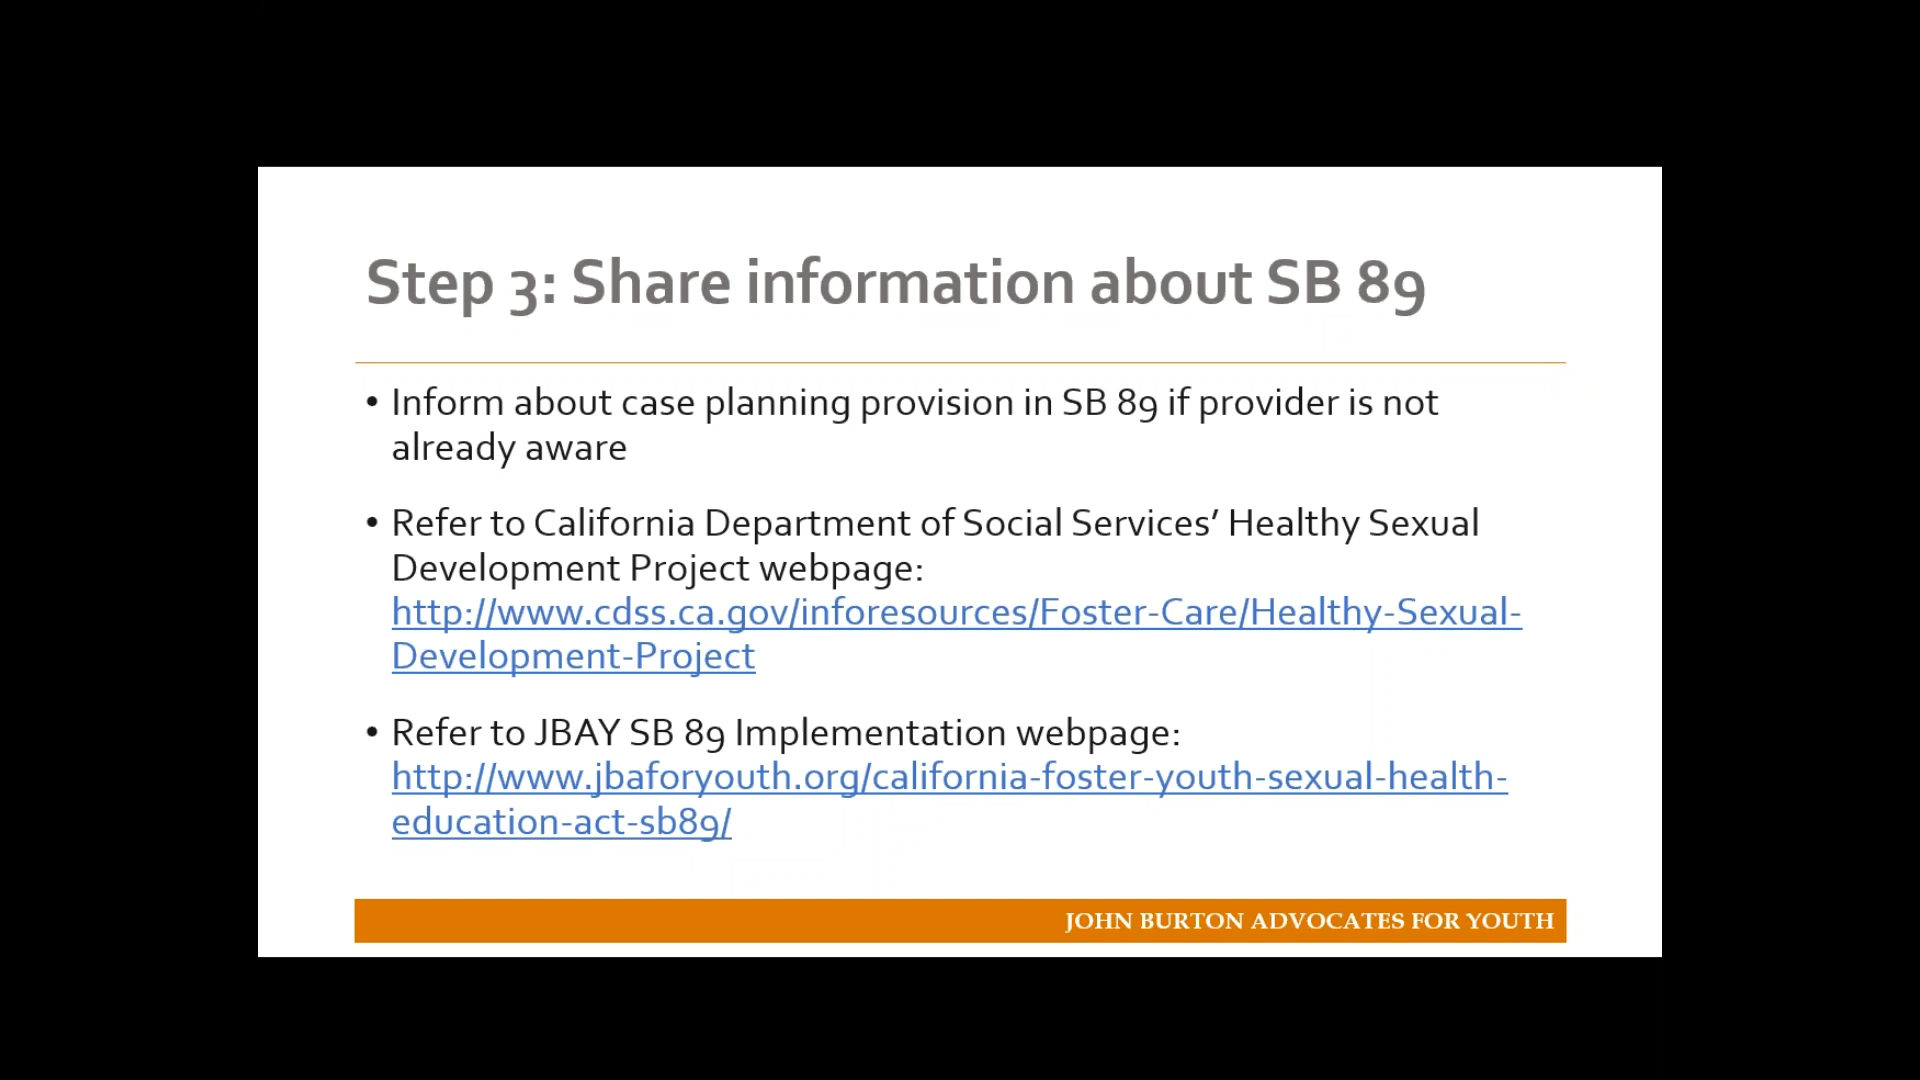 Step 3: Share information about SB 89
• Inform about case planning provision in SB 89 if provider is not
already aware
• Refer to California Department of Social Services’ Healthy Sexual
Development Project webpage:
http://www.cdss.ca.gov/inforesources/Foster-Care/Healthy-Sexual-
Development-Project
• Refer to JBAY SB 89 Implementation webpage:
http://www.jbaforyouth.org/california-foster-youth-sexual-health-
education-act-sb89/
JOHN BURTON ADVOCATES FOR YOUTH